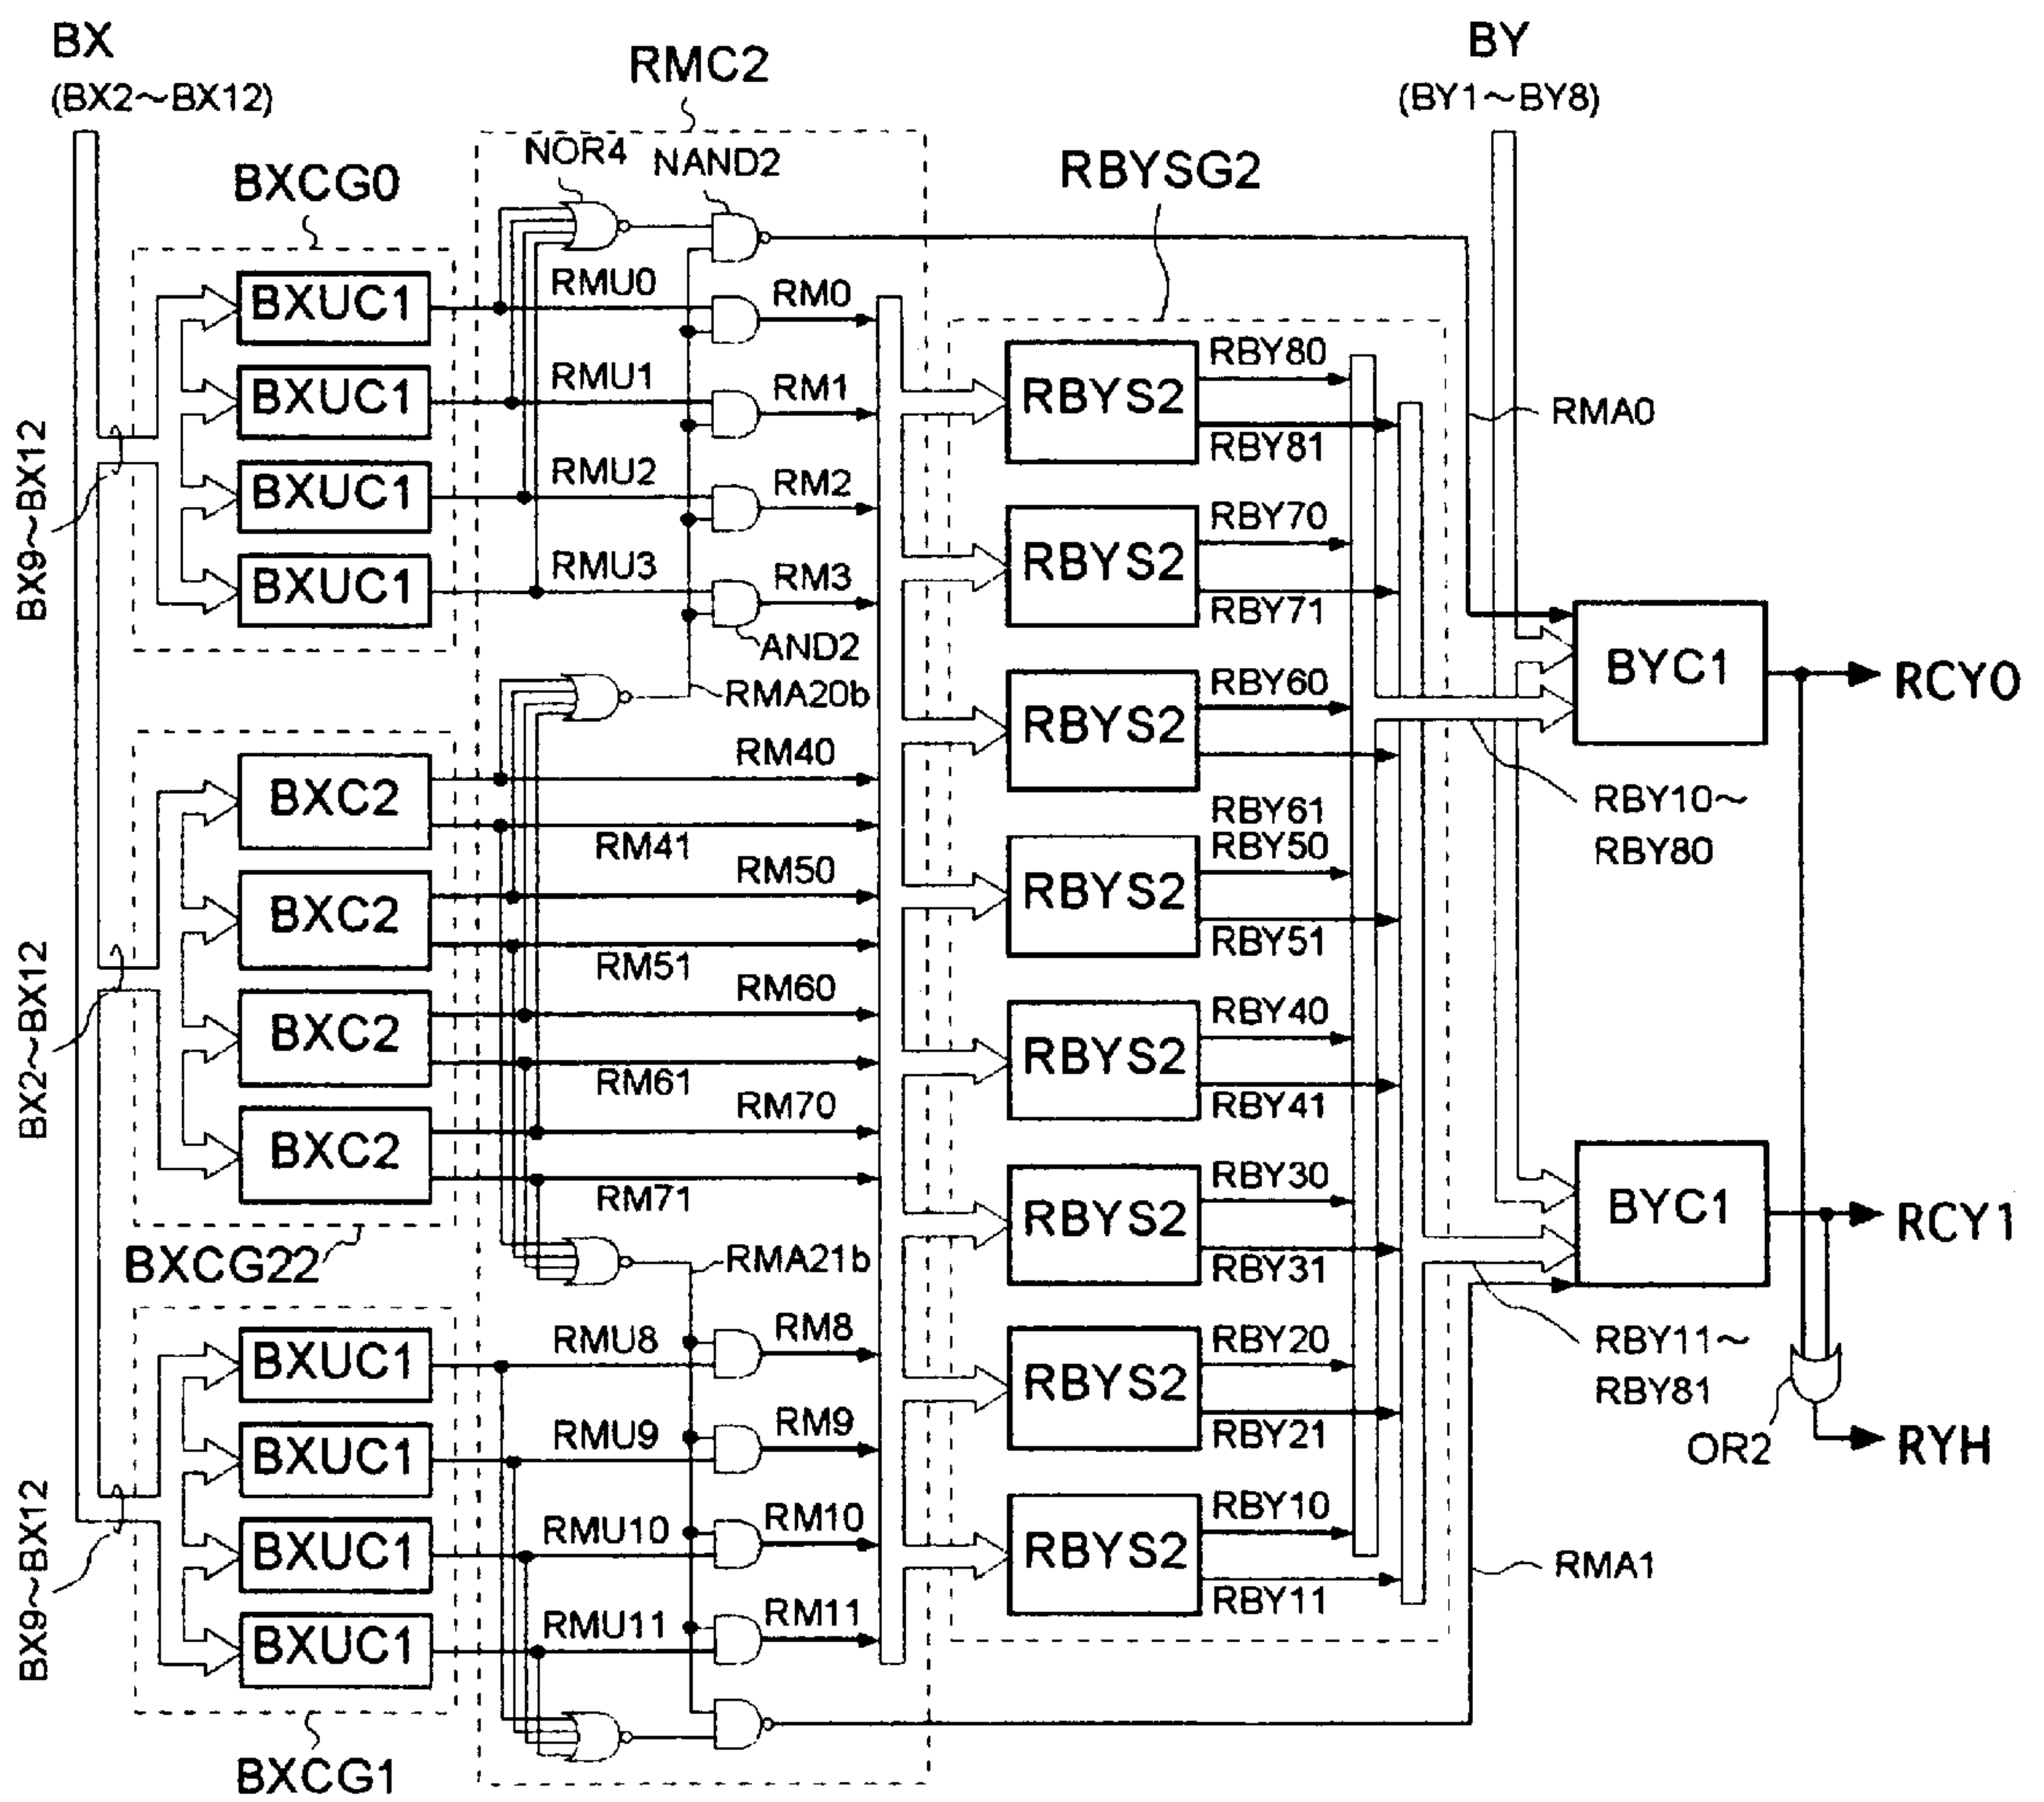 BX
(BX2~BX12)
RMC2
BY
(BY1~BY8)
NOR4
NAND2
BXCG0
RBYSG2
BXUC1
RMU0
RM0
BXUC1
RMU1
RM1
BXUC1
RMU2
RM2
BXUC1
RMU3
RM3
AND2
RMA20b
BX9~BX12
RBYS2
RBY80
RBY81
RMA0
RBYS2
RBY70
RBY71
RBYS2
RBY60
RBY61
RBYS2
RBY50
RBY51
RBYS2
RBY40
RBY41
RBYS2
RBY30
RBY31
RBYS2
RBY20
RBY21
RBYS2
RBY10
RBY11
BYC1
RCY0
RBY10~
RBY80
BXC2
RM40
RM41
BXC2
RM50
RM51
BXC2
RM60
RM61
BXC2
RM70
RM71
BX2~BX12
BXCG22
RMA21b
BYC1
RCY1
RBY11~
RBY81
OR2
RYH
BXUC1
RMU8
RM8
BXUC1
RMU9
RM9
BXUC1
RMU10
RM10
BXUC1
RMU11
RM11
BX9~BX12
RMA1
BXCG1